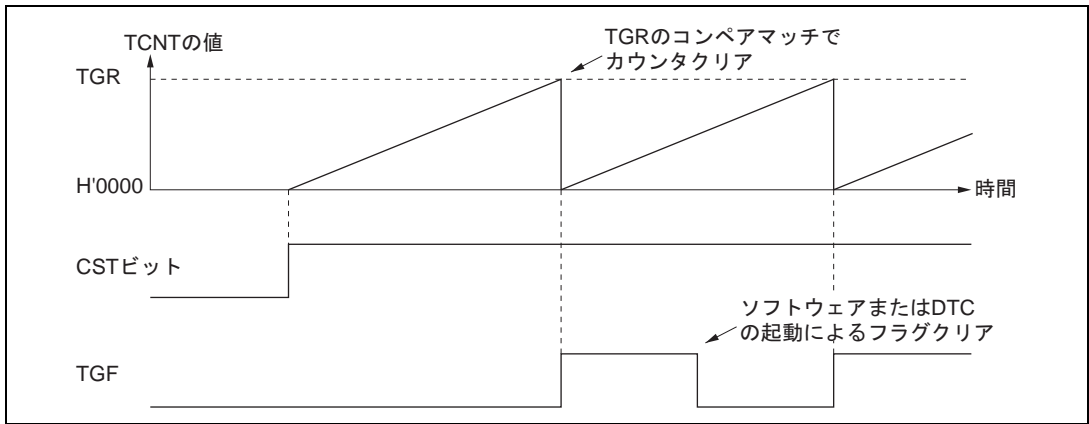 TCNTの値
TGRのコンペアマッチで
カウンタクリア
TGR
H'0000
時間
CSTビット
ソフトウェアまたはDTC
の起動によるフラグクリア
TGF